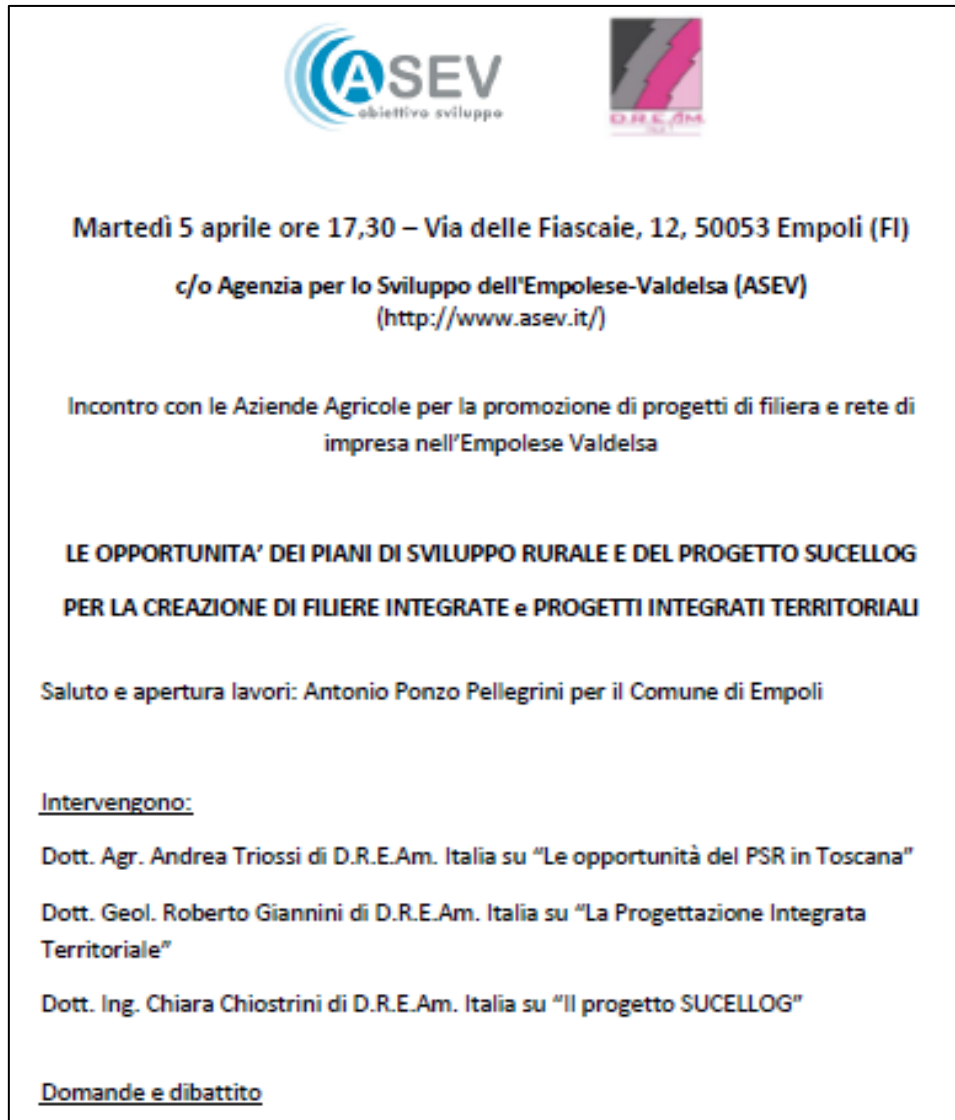 ASEV
obiettivo sviluppo
D.R.E.Am.
Martedì 5 aprile ore 17,30 – Via delle Fiascaie, 12, 50053 Empoli (FI)
c/o Agenzia per lo Sviluppo dell'Empolese-Valdelsa (ASEV)
(http://www.asev.it/)
Incontro con le Aziende Agricole per la promozione di progetti di filiera e rete di
impresa nell'Empolese Valdelsa
LE OPPORTUNITA' DEI PIANI DI SVILUPPO RURALE E DEL PROGETTO SUCELLOG
PER LA CREAZIONE DI FILIERE INTEGRATE e PROGETTI INTEGRATI TERRITORIALI
Saluto e apertura lavori: Antonio Ponzo Pellegrini per il Comune di Empoli
Intervengono:
Dott. Agr. Andrea Triossi di D.R.E.Am. Italia su "Le opportunità del PSR in Toscana"
Dott. Geol. Roberto Giannini di D.R.E.Am. Italia su "La Progettazione Integrata
Territoriale"
Dott. Ing. Chiara Chiostrini di D.R.E.Am. Italia su "Il progetto SUCELLOG"
Domande e dibattito